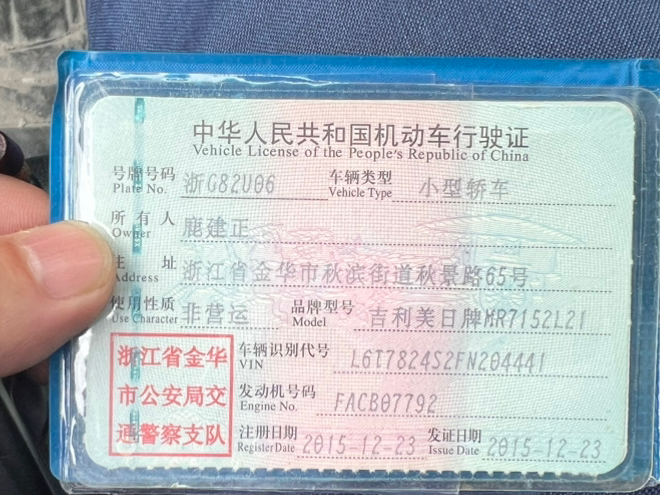 中华人民共和国机动车行驶证
Vehicle License of the People's Republic of China
号牌号码 浙G82U06 车辆类型 小型轿车
Plate No. Vehicle Type
所有人 鹿建正
Owner
住址 浙江省金华市秋滨街道秋景路65号
Address
使用性质 非营运 品牌型号 吉利美日牌MR7152L21
Use Character Model
浙江省金华
市公安局交
通警察支队
车辆识别代号 L6T7824S2FN204441
VIN
发动机号码 FACB07792
Engine No.
注册日期 2015-12-23 发证日期 2015-12-23
Register Date Issue Date